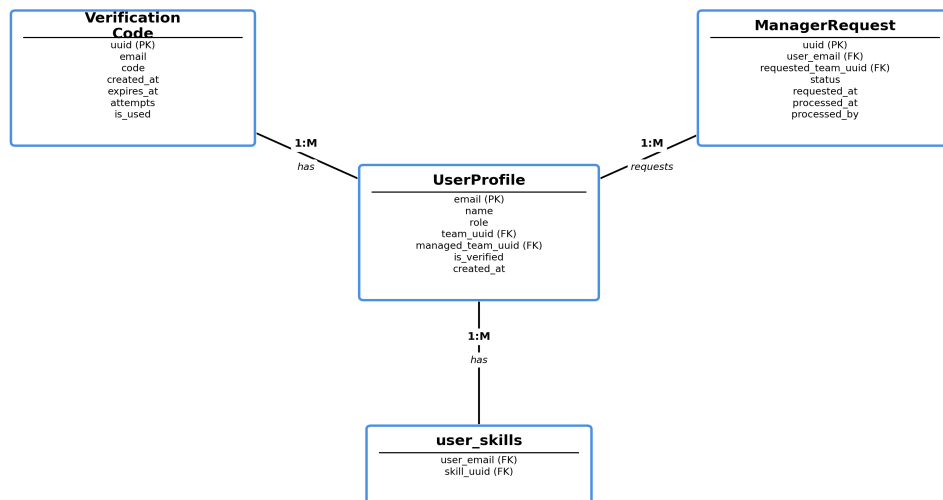 Verification
Code
uuid (PK)
email
code
created_at
expires_at
attempts
is_used
ManagerRequest
uuid (PK)
user_email (FK)
requested_team_uuid (FK)
status
requested_at
processed_at
processed_by
1:M
has
1:M
requests
UserProfile
email (PK)
name
role
team_uuid (FK)
managed_team_uuid (FK)
is_verified
created_at
1:M
has
user_skills
user_email (FK)
skill_uuid (FK)